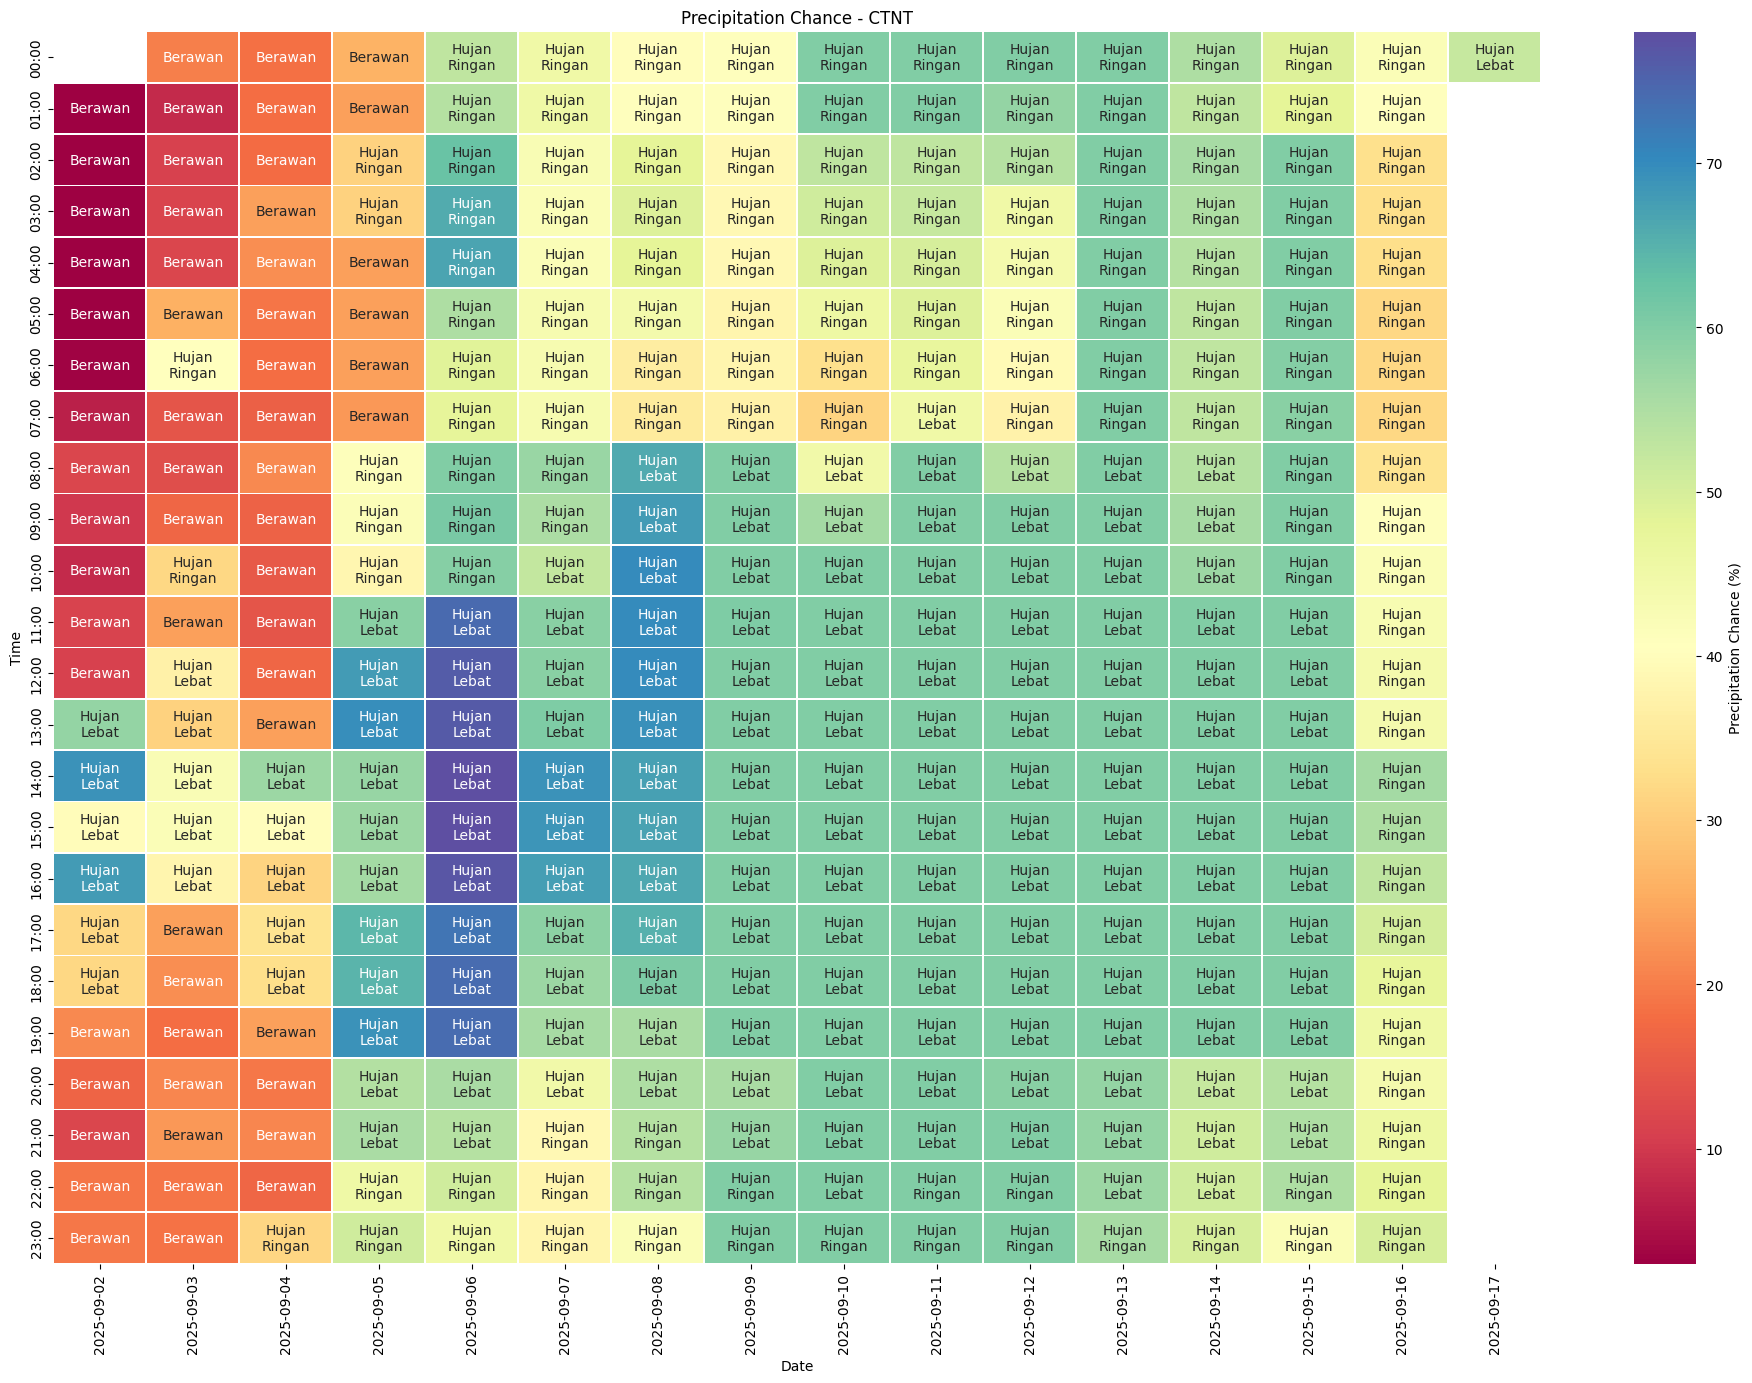 Precipitation Chance - CTNT
00:00 Berawan Berawan Berawan Hujan Hujan Hujan Hujan Hujan Hujan Hujan Hujan Hujan Hujan Hujan Hujan
Ringan Ringan Ringan Ringan Ringan Ringan Ringan Ringan Ringan Ringan Ringan Lebat
01:00 Berawan Berawan Berawan Berawan Hujan Hujan Hujan Hujan Hujan Hujan Hujan Hujan Hujan Hujan Hujan
Ringan Ringan Ringan Ringan Ringan Ringan Ringan Ringan Ringan Ringan Ringan
02:00 Berawan Berawan Berawan Hujan Hujan Hujan Hujan Hujan Hujan Hujan Hujan Hujan Hujan Hujan Hujan
Ringan Ringan Ringan Ringan Ringan Ringan Ringan Ringan Ringan Ringan Ringan Ringan
03:00 Berawan Berawan Berawan Hujan Hujan Hujan Hujan Hujan Hujan Hujan Hujan Hujan Hujan Hujan Hujan
Ringan Ringan Ringan Ringan Ringan Ringan Ringan Ringan Ringan Ringan Ringan Ringan
04:00 Berawan Berawan Berawan Berawan Hujan Hujan Hujan Hujan Hujan Hujan Hujan Hujan Hujan Hujan Hujan
Ringan Ringan Ringan Ringan Ringan Ringan Ringan Ringan Ringan Ringan Ringan
05:00 Berawan Berawan Berawan Berawan Hujan Hujan Hujan Hujan Hujan Hujan Hujan Hujan Hujan Hujan Hujan
Ringan Ringan Ringan Ringan Ringan Ringan Ringan Ringan Ringan Ringan Ringan
06:00 Berawan Hujan Berawan Berawan Hujan Hujan Hujan Hujan Hujan Hujan Hujan Hujan Hujan Hujan Hujan
Ringan Ringan Ringan Ringan Ringan Ringan Ringan Ringan Ringan Ringan Ringan Ringan
07:00 Berawan Berawan Berawan Berawan Hujan Hujan Hujan Hujan Hujan Hujan Hujan Hujan Hujan Hujan Hujan
Ringan Ringan Ringan Ringan Ringan Lebat Ringan Ringan Ringan Ringan Ringan
08:00 Berawan Berawan Berawan Hujan Hujan Hujan Hujan Hujan Hujan Hujan Hujan Hujan Hujan Hujan Hujan
Ringan Ringan Ringan Lebat Lebat Lebat Lebat Lebat Lebat Lebat Ringan Ringan
09:00 Berawan Berawan Berawan Hujan Hujan Hujan Hujan Hujan Hujan Hujan Hujan Hujan Hujan Hujan Hujan
Ringan Ringan Ringan Lebat Lebat Lebat Lebat Lebat Lebat Lebat Ringan Ringan
10:00 Berawan Hujan Berawan Hujan Hujan Hujan Hujan Hujan Hujan Hujan Hujan Hujan Hujan Hujan Hujan
Ringan Ringan Ringan Lebat Lebat Lebat Lebat Lebat Lebat Lebat Lebat Ringan Ringan
11:00 Berawan Berawan Berawan Hujan Hujan Hujan Hujan Hujan Hujan Hujan Hujan Hujan Hujan Hujan Hujan
Lebat Lebat Lebat Lebat Lebat Lebat Lebat Lebat Lebat Lebat Lebat Ringan
12:00 Berawan Hujan Berawan Hujan Hujan Hujan Hujan Hujan Hujan Hujan Hujan Hujan Hujan Hujan Hujan
Lebat Lebat Lebat Lebat Lebat Lebat Lebat Lebat Lebat Lebat Lebat Lebat Ringan
13:00 Hujan Hujan Berawan Hujan Hujan Hujan Hujan Hujan Hujan Hujan Hujan Hujan Hujan Hujan Hujan
Lebat Lebat Lebat Lebat Lebat Lebat Lebat Lebat Lebat Lebat Lebat Lebat Lebat Ringan
14:00 Hujan Hujan Hujan Hujan Hujan Hujan Hujan Hujan Hujan Hujan Hujan Hujan Hujan Hujan Hujan
Lebat Lebat Lebat Lebat Lebat Lebat Lebat Lebat Lebat Lebat Lebat Lebat Lebat Lebat Ringan
15:00 Hujan Hujan Hujan Hujan Hujan Hujan Hujan Hujan Hujan Hujan Hujan Hujan Hujan Hujan Hujan
Lebat Lebat Lebat Lebat Lebat Lebat Lebat Lebat Lebat Lebat Lebat Lebat Lebat Lebat Ringan
16:00 Hujan Hujan Hujan Hujan Hujan Hujan Hujan Hujan Hujan Hujan Hujan Hujan Hujan Hujan Hujan
Lebat Lebat Lebat Lebat Lebat Lebat Lebat Lebat Lebat Lebat Lebat Lebat Lebat Lebat Ringan
17:00 Hujan Berawan Hujan Hujan Hujan Hujan Hujan Hujan Hujan Hujan Hujan Hujan Hujan Hujan Hujan
Lebat Lebat Lebat Lebat Lebat Lebat Lebat Lebat Lebat Lebat Lebat Lebat Lebat Ringan
18:00 Hujan Berawan Hujan Hujan Hujan Hujan Hujan Hujan Hujan Hujan Hujan Hujan Hujan Hujan Hujan
Lebat Lebat Lebat Lebat Lebat Lebat Lebat Lebat Lebat Lebat Lebat Lebat Lebat Ringan
19:00 Berawan Berawan Berawan Hujan Hujan Hujan Hujan Hujan Hujan Hujan Hujan Hujan Hujan Hujan Hujan
Lebat Lebat Lebat Lebat Lebat Lebat Lebat Lebat Lebat Lebat Lebat Ringan
20:00 Berawan Berawan Berawan Hujan Hujan Hujan Hujan Hujan Hujan Hujan Hujan Hujan Hujan Hujan Hujan
Lebat Lebat Lebat Lebat Lebat Lebat Lebat Lebat Lebat Lebat Lebat Ringan
21:00 Berawan Berawan Berawan Hujan Hujan Hujan Hujan Hujan Hujan Hujan Hujan Hujan Hujan Hujan Hujan
Lebat Lebat Ringan Ringan Lebat Lebat Lebat Lebat Lebat Lebat Lebat Ringan
22:00 Berawan Berawan Berawan Hujan Hujan Hujan Hujan Hujan Hujan Hujan Hujan Hujan Hujan Hujan Hujan
Ringan Ringan Ringan Ringan Ringan Lebat Ringan Ringan Lebat Lebat Ringan Ringan
23:00 Berawan Berawan Hujan Hujan Hujan Hujan Hujan Hujan Hujan Hujan Hujan Hujan Hujan Hujan Hujan
Ringan Ringan Ringan Ringan Ringan Ringan Ringan Ringan Ringan Ringan Ringan Ringan Ringan
2025-09-02 2025-09-03 2025-09-04 2025-09-05 2025-09-06 2025-09-07 2025-09-08 2025-09-09 2025-09-10 2025-09-11 2025-09-12 2025-09-13 2025-09-14 2025-09-15 2025-09-16 2025-09-17
Date
Time
70
60
50
40
30
20
10
Precipitation Chance (%)